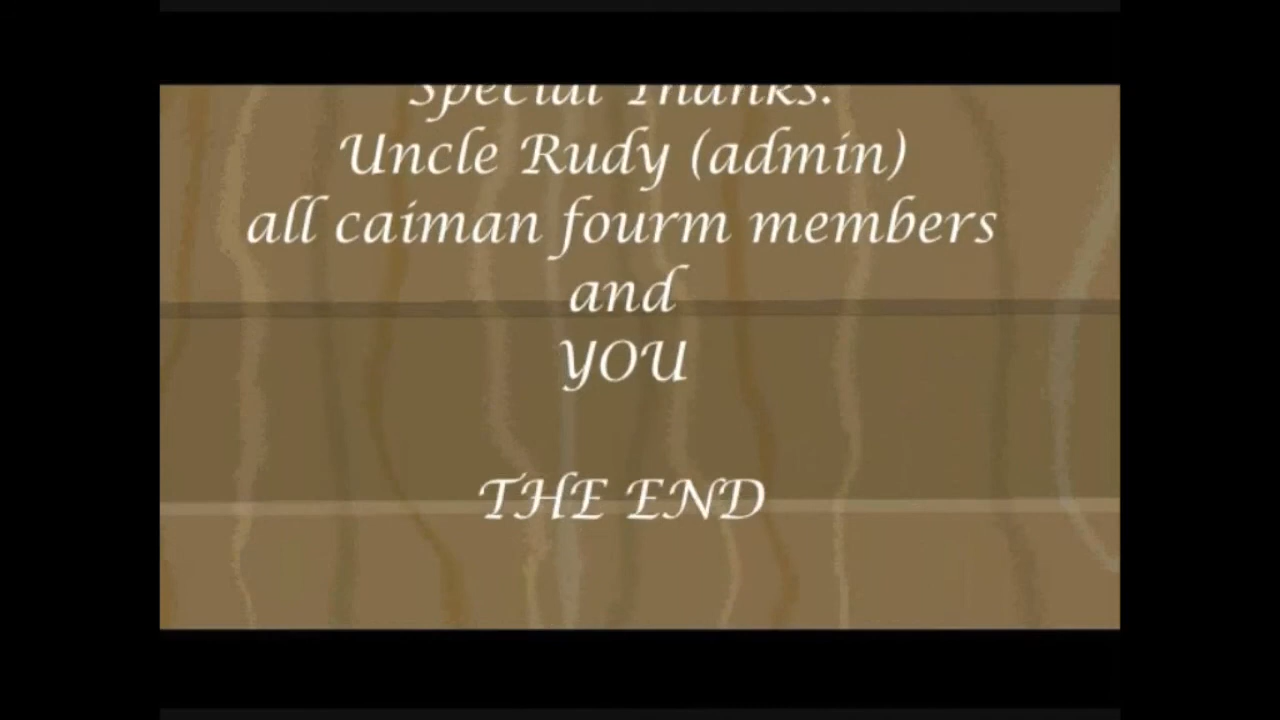 Special Thanks:
Uncle Rudy (admin)
all caiman fourm members
and
YOU
THE END